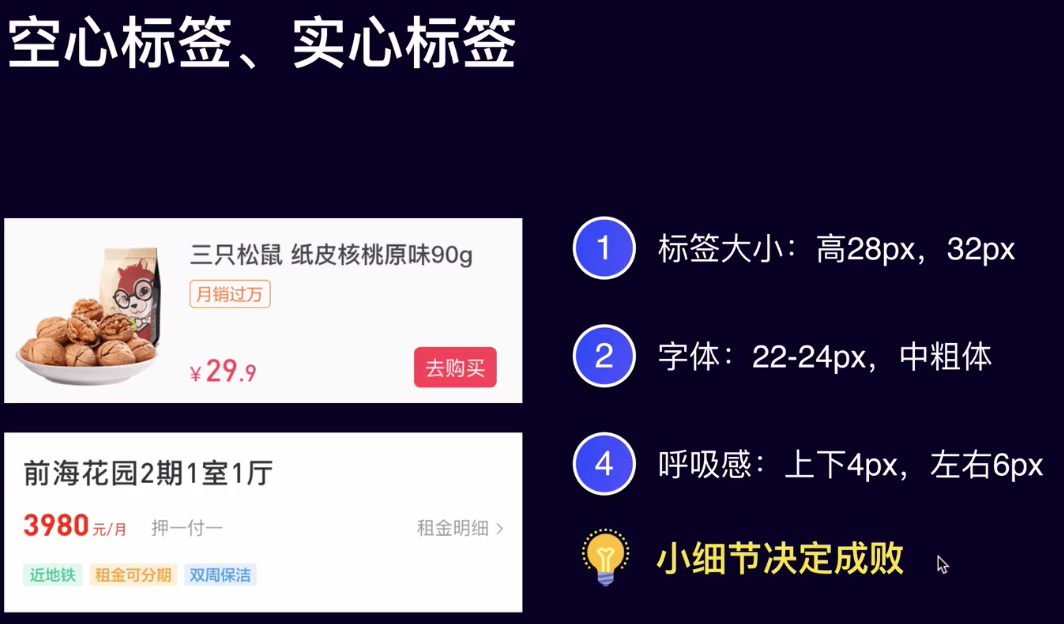 空心标签、实心标签
三只松鼠 纸皮核桃原味90g
月销过万
¥29.9
去购买
前海花园2期1室1厅
3980元/月 押一付一 租金明细 >
近地铁 租金可分期 双周保洁
1 标签大小：高28px，32px
2 字体：22-24px，中粗体
4 呼吸感：上下4px，左右6px
小细节决定成败